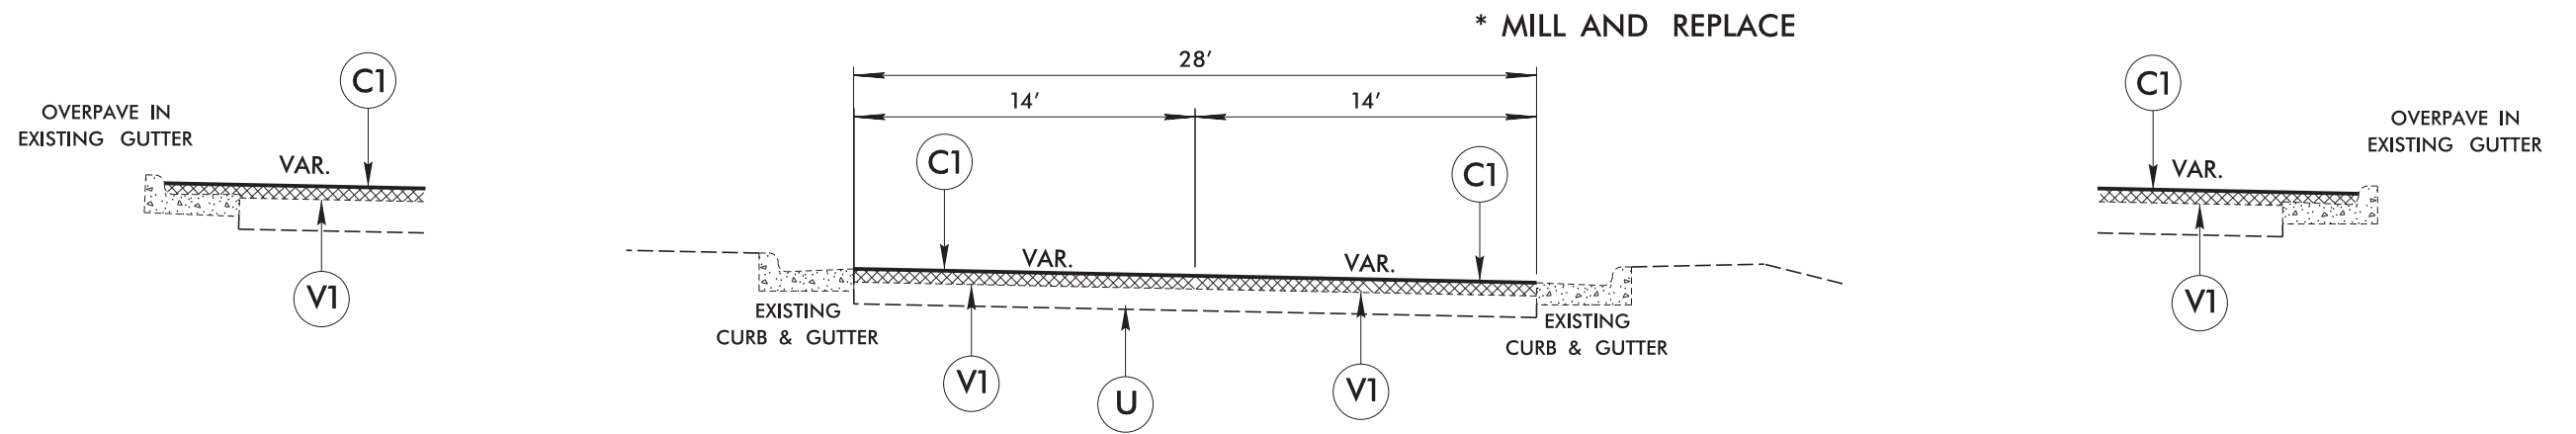 * MILL AND REPLACE
C1
OVERPAVE IN
EXISTING GUTTER
VAR.
V1
28'
14'
14'
C1
C1
VAR.
VAR.
EXISTING
CURB & GUTTER
EXISTING
CURB & GUTTER
V1
U
V1
C1
OVERPAVE IN
EXISTING GUTTER
VAR.
V1